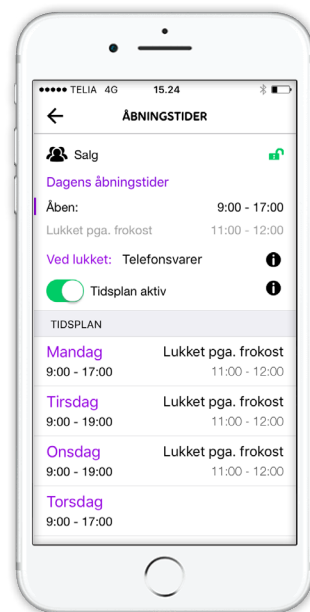 TELIA 4G 15.24
ÅBNINGSTIDER
Salg
Dagens åbningstider
Åben: 9:00 - 17:00
Lukket pga. frokost 11:00 - 12:00
Ved lukket: Telefonsvarer
Tidsplan aktiv
TIDSPLAN
Mandag Lukket pga. frokost
9:00 - 17:00 11:00 - 12:00
Tirsdag Lukket pga. frokost
9:00 - 19:00 11:00 - 12:00
Onsdag Lukket pga. frokost
9:00 - 19:00 11:00 - 12:00
Torsdag
9:00 - 17:00